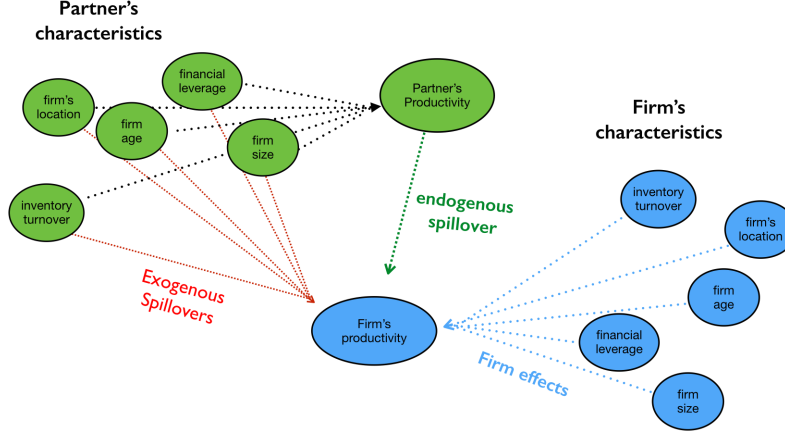 Partner's
characteristics
financial
leverage
firm's
location
firm
age
firm
size
inventory
turnover
Partner's
Productivity
endogenous
spillover
Exogenous
Spillovers
Firm's
productivity
Firm's
characteristics
inventory
turnover
firm's
location
firm
age
financial
leverage
firm
size
Firm effects